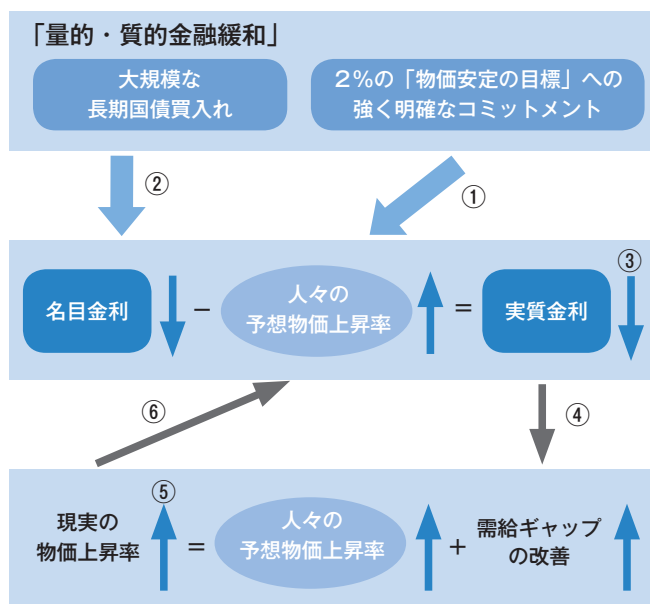 「量的・質的金融緩和」
大規模な
長期国債買入れ
2%の「物価安定の目標」への
強く明確なコミットメント
②
①
③
名目金利
−
人々の
予想物価上昇率
=
実質金利
⑥
④
⑤
現実の
物価上昇率
=
人々の
予想物価上昇率
+
需給ギャップ
の改善